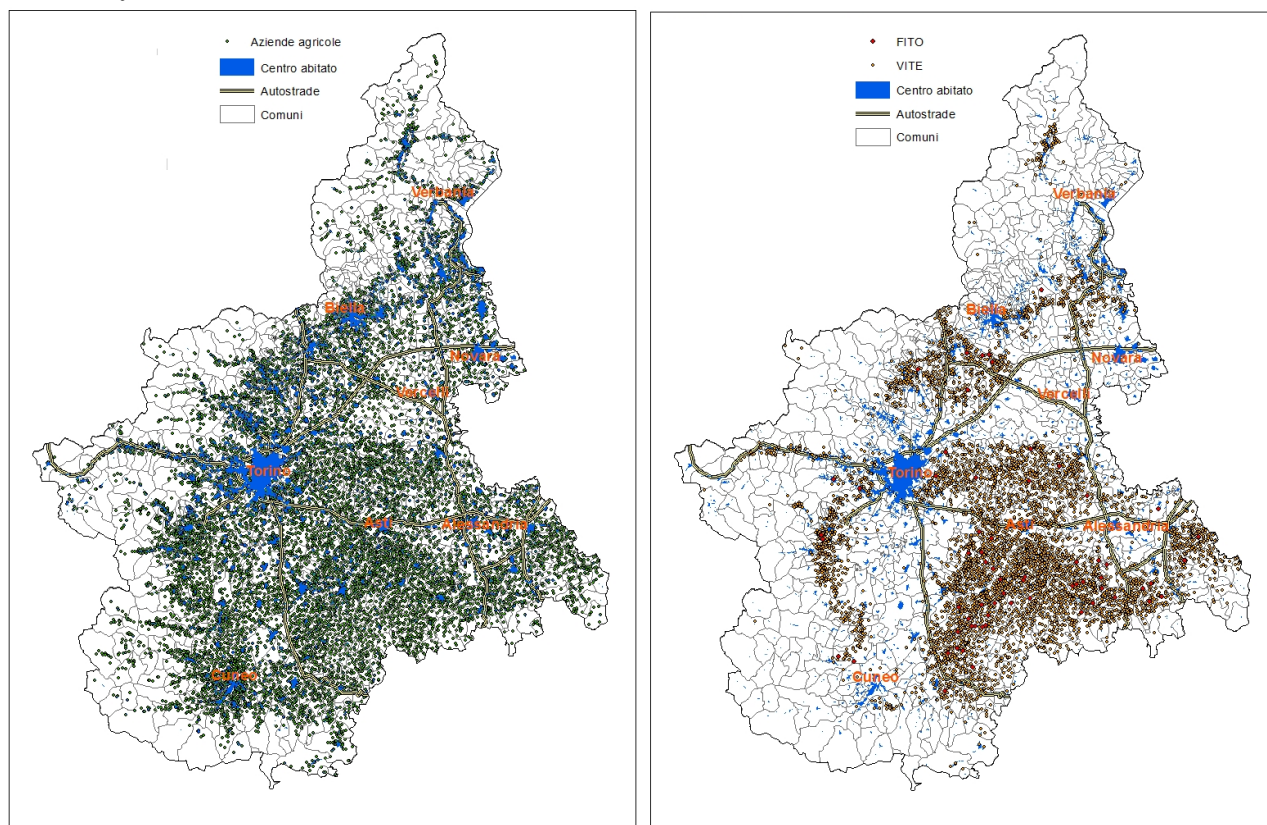 Aziende agricole
Centro abitato
Autostrade
Comuni
Verbania
Biella
Novara
Vercelli
Torino
Asti
Alessandria
Cuneo
FITO
VITE
Centro abitato
Autostrade
Comuni
Verbania
Biella
Novara
Vercelli
Torino
Asti
Alessandria
Cuneo